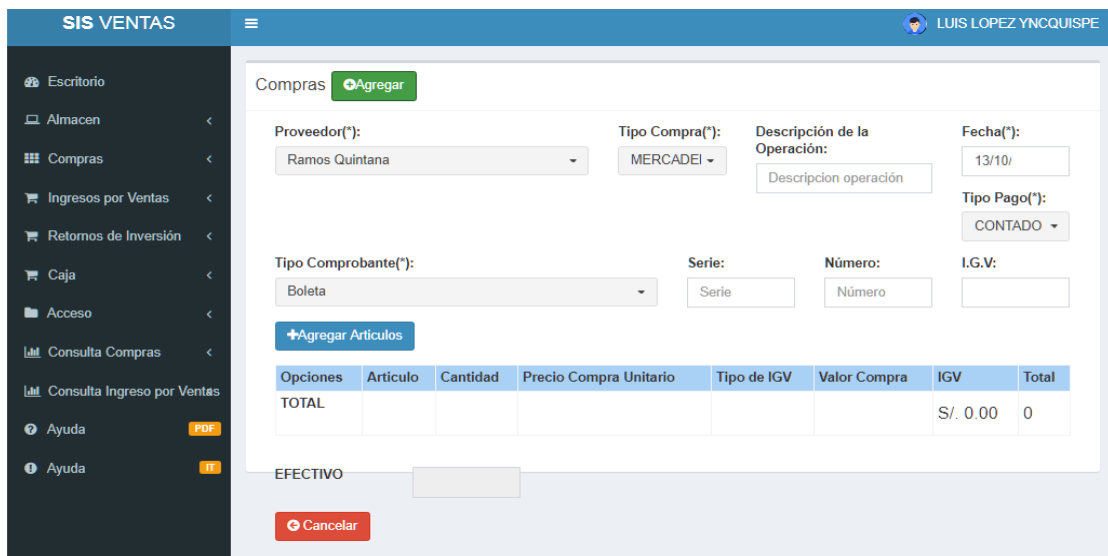 SIS VENTAS
LUIS LOPEZ YNCQUISPE
Escritorio
Almacen
Compras
Ingresos por Ventas
Retornos de Inversión
Caja
Acceso
Consulta Compras
Consulta Ingreso por Ventas
Ayuda PDF
Ayuda IT
Compras Agregar
Proveedor(*): Tipo Compra(*): Descripción de la Fecha(*):
Operación:
Ramos Quintana MERCADEI 13/10/
Descripcion operación
Tipo Pago(*):
CONTADO
Tipo Comprobante(*): Serie: Número: I.G.V:
Boleta Serie Número
+Agregar Articulos
Opciones Articulo Cantidad Precio Compra Unitario Tipo de IGV Valor Compra IGV Total
TOTAL S/. 0.00 0
EFECTIVO
Cancelar